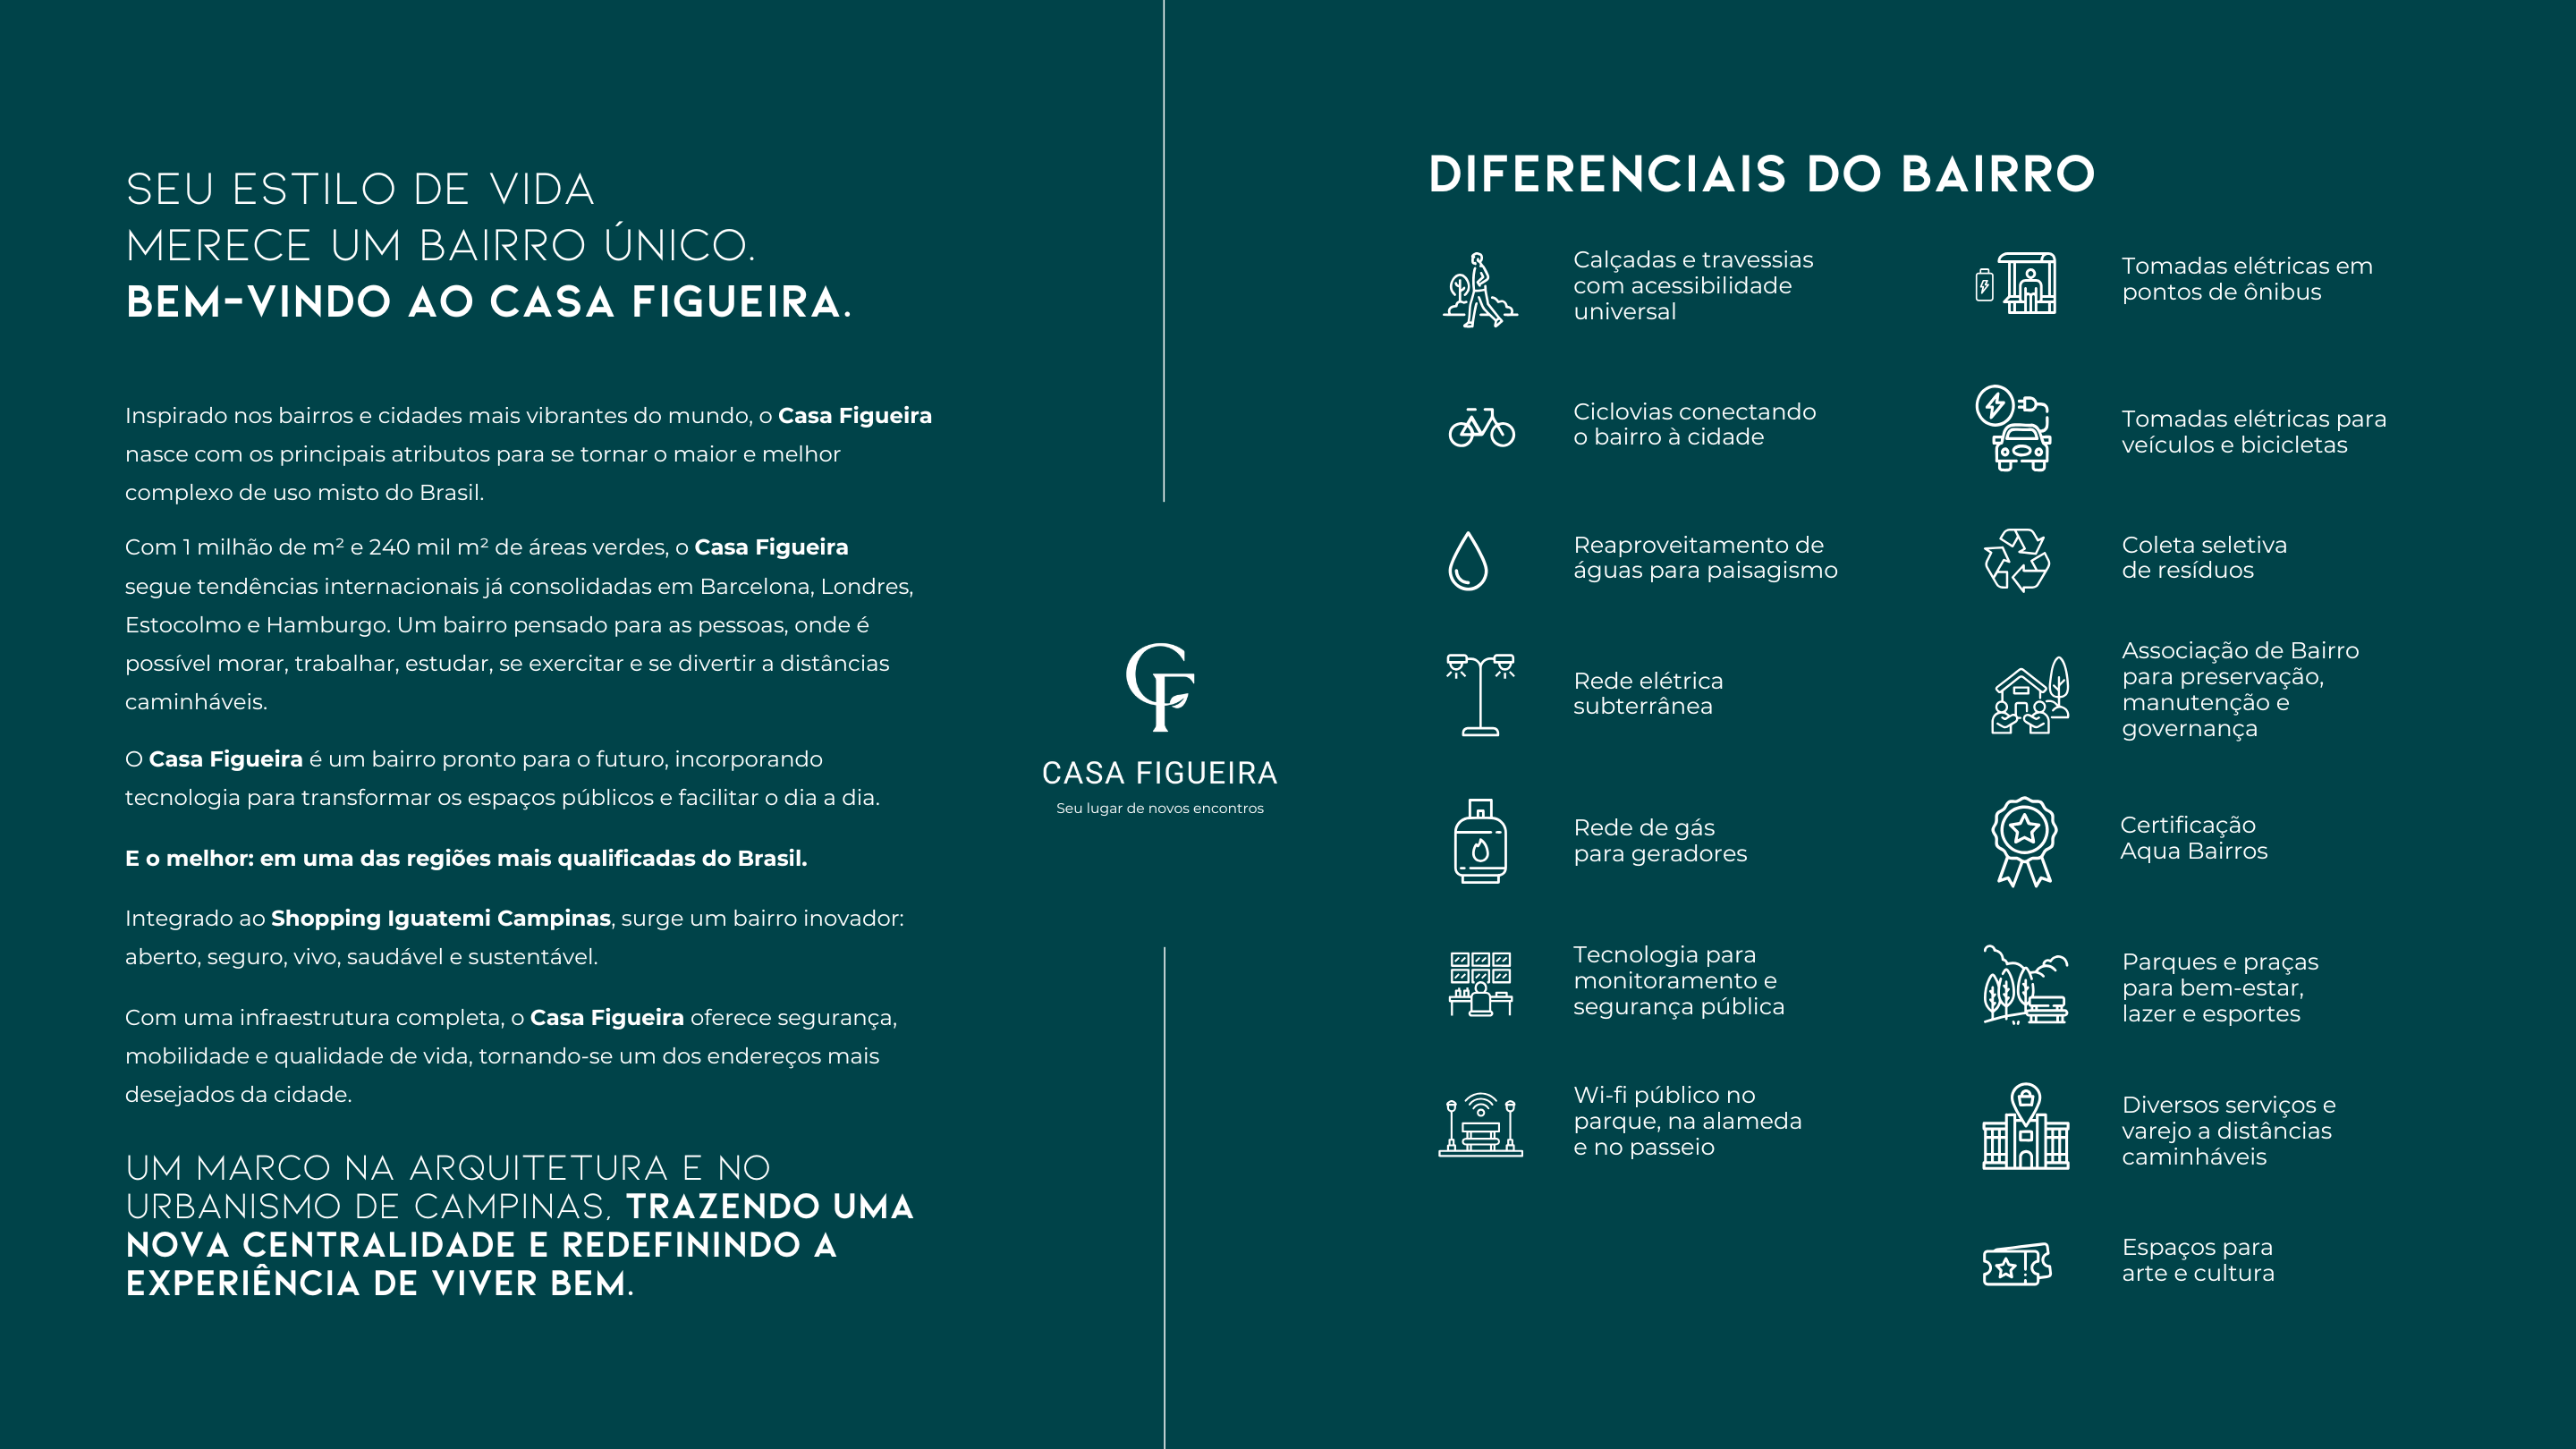 SEU ESTILO DE VIDA
MERECE UM BAIRRO ÚNICO.
BEM-VINDO AO CASA FIGUEIRA.
Inspirado nos bairros e cidades mais vibrantes do mundo, o Casa Figueira
nasce com os principais atributos para se tornar o maior e melhor
complexo de uso misto do Brasil.
Com 1 milhão de m² e 240 mil m² de áreas verdes, o Casa Figueira
segue tendências internacionais já consolidadas em Barcelona, Londres,
Estocolmo e Hamburgo. Um bairro pensado para as pessoas, onde é
possível morar, trabalhar, estudar, se exercitar e se divertir a distâncias
caminháveis.
O Casa Figueira é um bairro pronto para o futuro, incorporando
tecnologia para transformar os espaços públicos e facilitar o dia a dia.
E o melhor: em uma das regiões mais qualificadas do Brasil.
Integrado ao Shopping Iguatemi Campinas, surge um bairro inovador:
aberto, seguro, vivo, saudável e sustentável.
Com uma infraestrutura completa, o Casa Figueira oferece segurança,
mobilidade e qualidade de vida, tornando-se um dos endereços mais
desejados da cidade.
UM MARCO NA ARQUITETURA E NO
URBANISMO DE CAMPINAS, TRAZENDO UMA
NOVA CENTRALIDADE E REDEFININDO A
EXPERIÊNCIA DE VIVER BEM.
CF
CASA FIGUEIRA
Seu lugar de novos encontros
DIFERENCIAIS DO BAIRRO
Calçadas e travessias
com acessibilidade
universal
Ciclovias conectando
o bairro à cidade
Reaproveitamento de
águas para paisagismo
Rede elétrica
subterrânea
Rede de gás
para geradores
Tecnologia para
monitoramento e
segurança pública
Wi-fi público no
parque, na alameda
e no passeio
Tomadas elétricas em
pontos de ônibus
Tomadas elétricas para
veículos e bicicletas
Coleta seletiva
de resíduos
Associação de Bairro
para preservação,
manutenção e
governança
Certificação
Aqua Bairros
Parques e praças
para bem-estar,
lazer e esportes
Diversos serviços e
varejo a distâncias
caminháveis
Espaços para
arte e cultura